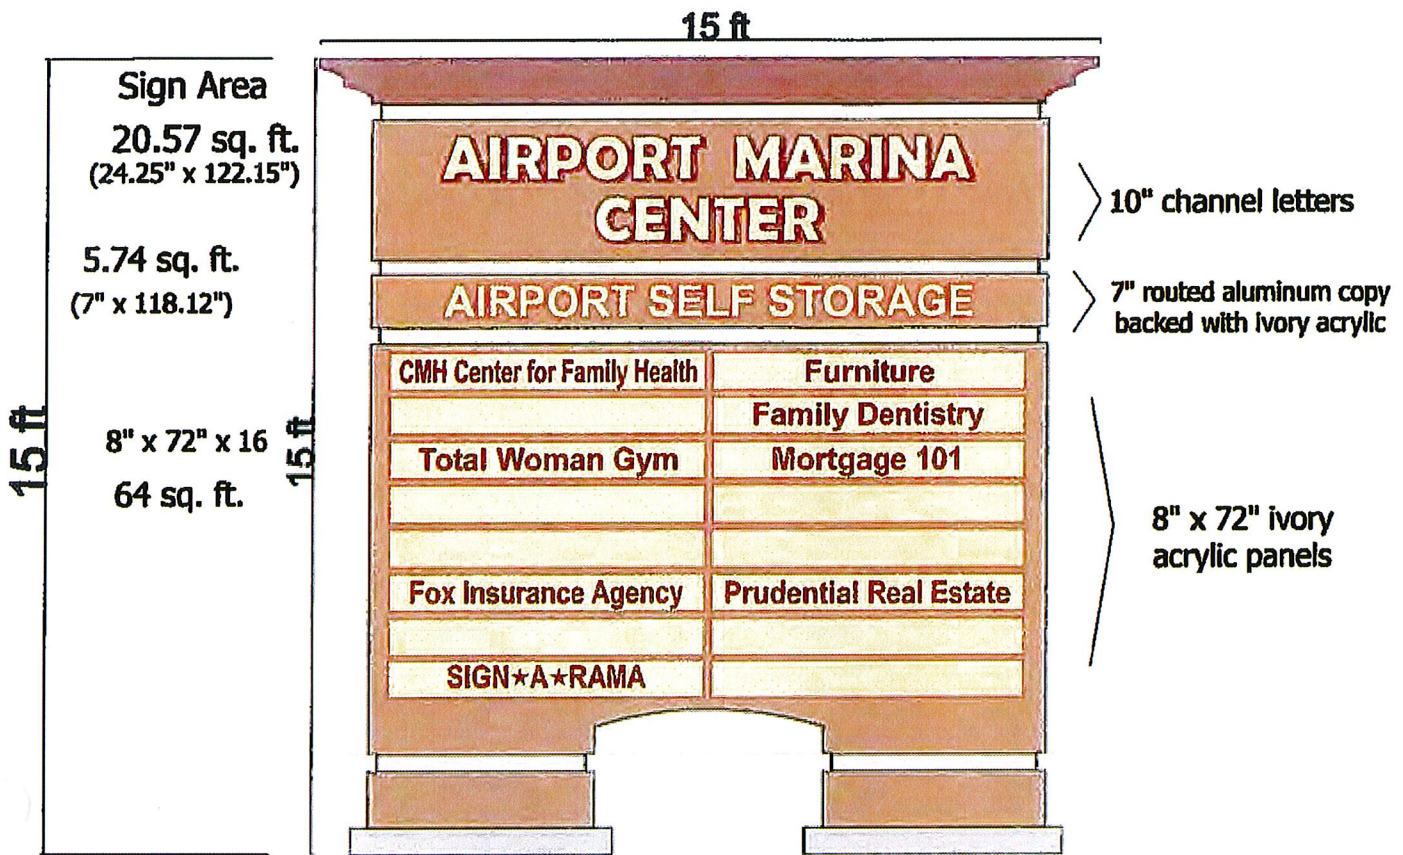 15 ft
Sign Area
20.57 sq. ft.
(24.25" x 122.15")
AIRPORT MARINA
CENTER
10" channel letters
5.74 sq. ft.
(7" x 118.12")
AIRPORT SELF STORAGE
7" routed aluminum copy
backed with ivory acrylic
CMH Center for Family Health
Furniture
Family Dentistry
Total Woman Gym
Mortgage 101
15 ft
8" x 72" x 16
64 sq. ft.
15 ft
8" x 72" ivory
acrylic panels
Fox Insurance Agency
Prudential Real Estate
SIGN★A★RAMA